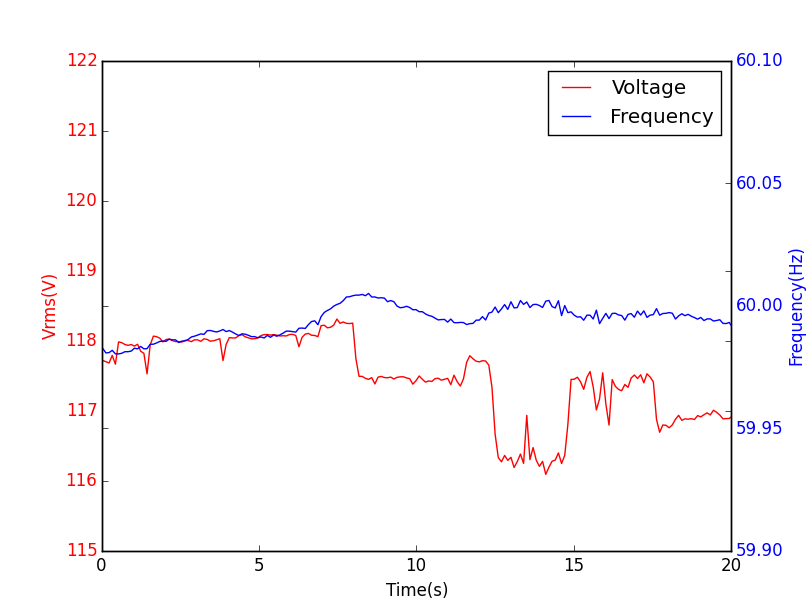 122
121
120
119
118
117
116
115
Vrms(V)
60.10
60.05
60.00
59.95
59.90
Frequency(Hz)
Voltage
Frequency
0 5 10 15 20
Time(s)